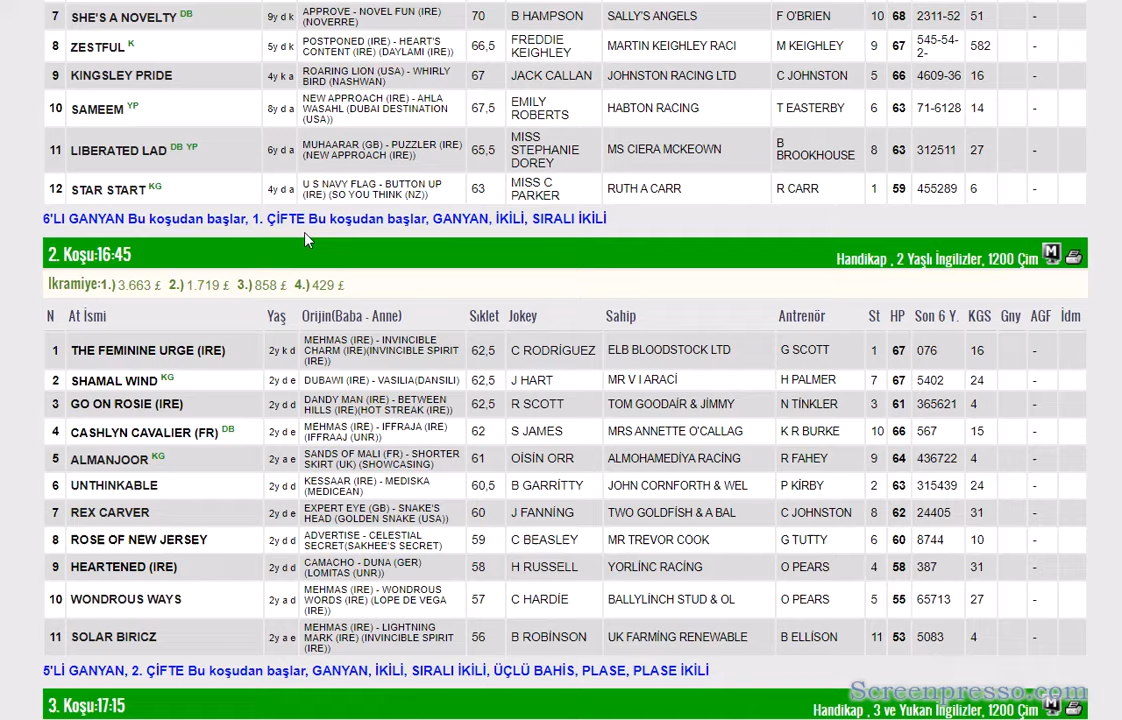 7 SHE'S A NOVELTY DB 9y d k APPROVE - NOVEL FUN (IRE) (NOVERRE) 70 B HAMPSON SALLY'S ANGELS F O'BRIEN 10 68 2311-52 51 -
8 ZESTFUL K 5y d k POSTPONED (IRE) - HEART'S CONTENT (IRE) (DAYLAMI (IRE)) 66,5 FREDDIE KEIGHLEY MARTIN KEIGHLEY RACI M KEIGHLEY 9 67 545-54-2- 582 -
9 KINGSLEY PRIDE 4y k a ROARING LION (USA) - WHIRLY BIRD (NASHWAN) 67 JACK CALLAN JOHNSTON RACING LTD C JOHNSTON 5 66 4609-36 16 -
10 SAMEEM YP 8y d a NEW APPROACH (IRE) - AHLA WASAHL (DUBAI DESTINATION (USA)) 67,5 EMILY ROBERTS HABTON RACING T EASTERBY 6 63 71-6128 14 -
11 LIBERATED LAD DB YP 6y d a MUHAARAR (GB) - PUZZLER (IRE) (NEW APPROACH (IRE)) 65,5 MISS STEPHANIE DOREY MS CIERA MCKEOWN B BROOKHOUSE 8 63 312511 27 -
12 STAR START KG 4y d a U S NAVY FLAG - BUTTON UP (IRE) (SO YOU THINK (NZ)) 63 MISS C PARKER RUTH A CARR R CARR 1 59 455289 6 -
6'LI GANYAN Bu koşudan başlar, 1. ÇİFTE Bu koşudan başlar, GANYAN, İKİLİ, SIRALI İKİLİ
2. Koşu:16:45 Handikap , 2 Yaşlı İngilizler, 1200 Çim M
Ikramiye:1.) 3.663 £ 2.) 1.719 £ 3.) 858 £ 4.) 429 £
N At İsmi Yaş Orijin(Baba - Anne) Sıklet Jokey Sahip Antrenör St HP Son 6 Y. KGS Gny AGF İdm
1 THE FEMININE URGE (IRE) 2y k d MEHMAS (IRE) - INVINCIBLE CHARM (IRE)(INVINCIBLE SPIRIT (IRE)) 62,5 C RODRÍGUEZ ELB BLOODSTOCK LTD G SCOTT 1 67 076 16 -
2 SHAMAL WIND KG 2y d e DUBAWI (IRE) - VASILIA(DANSILI) 62,5 J HART MR V I ARACİ H PALMER 7 67 5402 24 -
3 GO ON ROSIE (IRE) 2y d d DANDY MAN (IRE) - BETWEEN HILLS (IRE)(HOT STREAK (IRE)) 62,5 R SCOTT TOM GOODAİR & JİMMY N TİNKLER 3 61 365621 4 -
4 CASHLYN CAVALIER (FR) DB 2y d e MEHMAS (IRE) - IFFRAJA (IRE) (IFFRAAJ (UNR)) 62 S JAMES MRS ANNETTE O'CALLAG K R BURKE 10 66 567 15 -
5 ALMANJOOR KG 2y a e SANDS OF MALI (FR) - SHORTER SKIRT (UK) (SHOWCASING) 61 OİSİN ORR ALMOHAMEDİYA RACİNG R FAHEY 9 64 436722 4 -
6 UNTHINKABLE 2y d d KESSAAR (IRE) - MEDISKA (MEDICEAN) 60,5 B GARRİTTY JOHN CORNFORTH & WEL P KİRBY 2 63 315439 24 -
7 REX CARVER 2y d e EXPERT EYE (GB) - SNAKE'S HEAD (GOLDEN SNAKE (USA)) 60 J FANNİNG TWO GOLDFİSH & A BAL C JOHNSTON 8 62 24405 31 -
8 ROSE OF NEW JERSEY 2y d d ADVERTISE - CELESTIAL SECRET(SAKHEE'S SECRET) 59 C BEASLEY MR TREVOR COOK G TUTTY 6 60 8744 10 -
9 HEARTENED (IRE) 2y d d CAMACHO - DUNA (GER) (LOMITAS (UNR)) 58 H RUSSELL YORLİNC RACİNG O PEARS 4 58 387 31 -
10 WONDROUS WAYS 2y a d MEHMAS (IRE) - WONDROUS WORDS (IRE) (LOPE DE VEGA (IRE)) 57 C HARDİE BALLYLİNCH STUD & OL O PEARS 5 55 65713 27 -
11 SOLAR BIRICZ 2y a e MEHMAS (IRE) - LIGHTNING MARK (IRE) (INVINCIBLE SPIRIT (IRE)) 56 B ROBİNSON UK FARMİNG RENEWABLE B ELLİSON 11 53 5083 4 -
5'Lİ GANYAN, 2. ÇİFTE Bu koşudan başlar, GANYAN, İKİLİ, SIRALI İKİLİ, ÜÇLÜ BAHİS, PLASE, PLASE İKİLİ
Screenpresso.com
3. Koşu:17:15 Handikap , 3 ve Yukarı İngilizler, 1200 Çim M